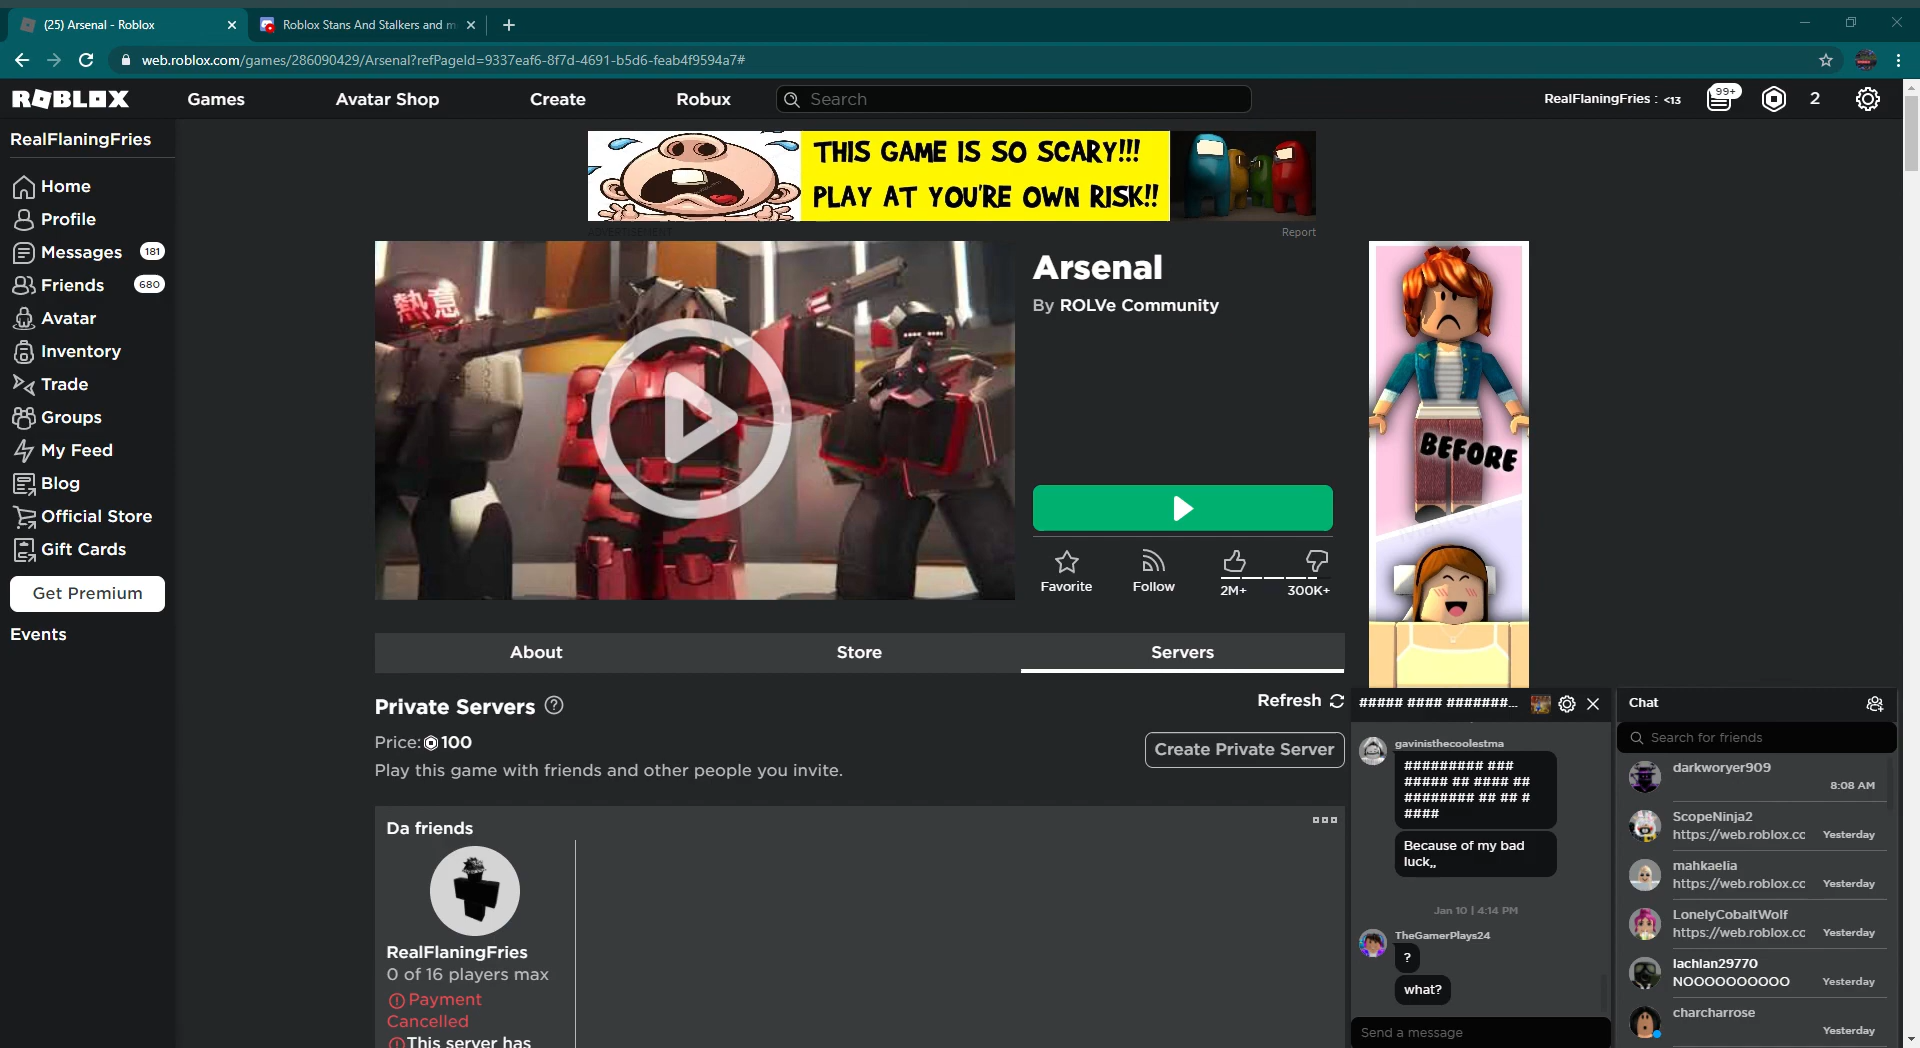 (25) Arsenal - Roblox
Roblox Stans And Stalkers and m
web.roblox.com/games/286090429/Arsenal?refPageId=9337eaf6-8f7d-4691-b5d6-feab4f9594a7#
ROBLOX
Games
Avatar Shop
Create
Robux
Search
RealFlaningFries : <13
99+
2
RealFlaningFries
Home
Profile
Messages 181
Friends 680
Avatar
Inventory
Trade
Groups
My Feed
Blog
Official Store
Gift Cards
Get Premium
Events
THIS GAME IS SO SCARY!!!
PLAY AT YOU'RE OWN RISK!!
ADVERTISEMENT
Report
熱意
Arsenal
By ROLVe Community
Favorite
Follow
2M+
300K+
BEFORE
About
Store
Servers
Private Servers
Refresh
Price: 100
Create Private Server
Play this game with friends and other people you invite.
Da friends
RealFlaningFries
0 of 16 players max
Payment
Cancelled
This server has
##### #### #######...
gavinisthecoolestma
######### ###
##### ## #### ##
######## ## ## #
####
Because of my bad
luck,,
Jan 10 | 4:14 PM
TheGamerPlays24
?
what?
Send a message
Chat
Search for friends
darkworyer909
8:08 AM
ScopeNinja2
https://web.roblox.cc Yesterday
mahkaelia
https://web.roblox.cc Yesterday
LonelyCobaltWolf
https://web.roblox.cc Yesterday
lachlan29770
NOOOOOOOOOO Yesterday
charcharrose
Yesterday